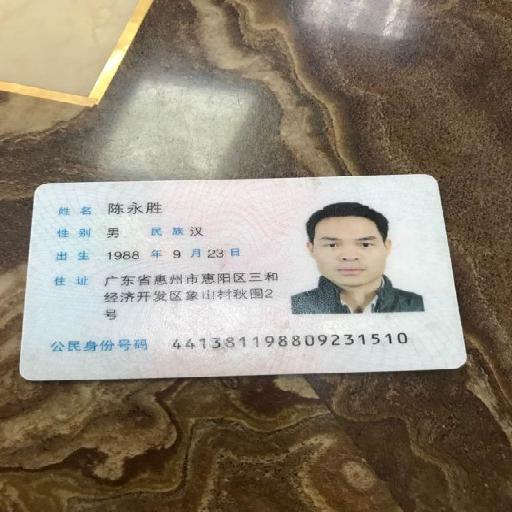 姓名 陈永胜
性别 男 民族 汉
出生 1988 年 9 月 23 日
住址 广东省惠州市惠阳区三和
经济开发区象山村秋围2
号
公民身份号码 441381198809231510